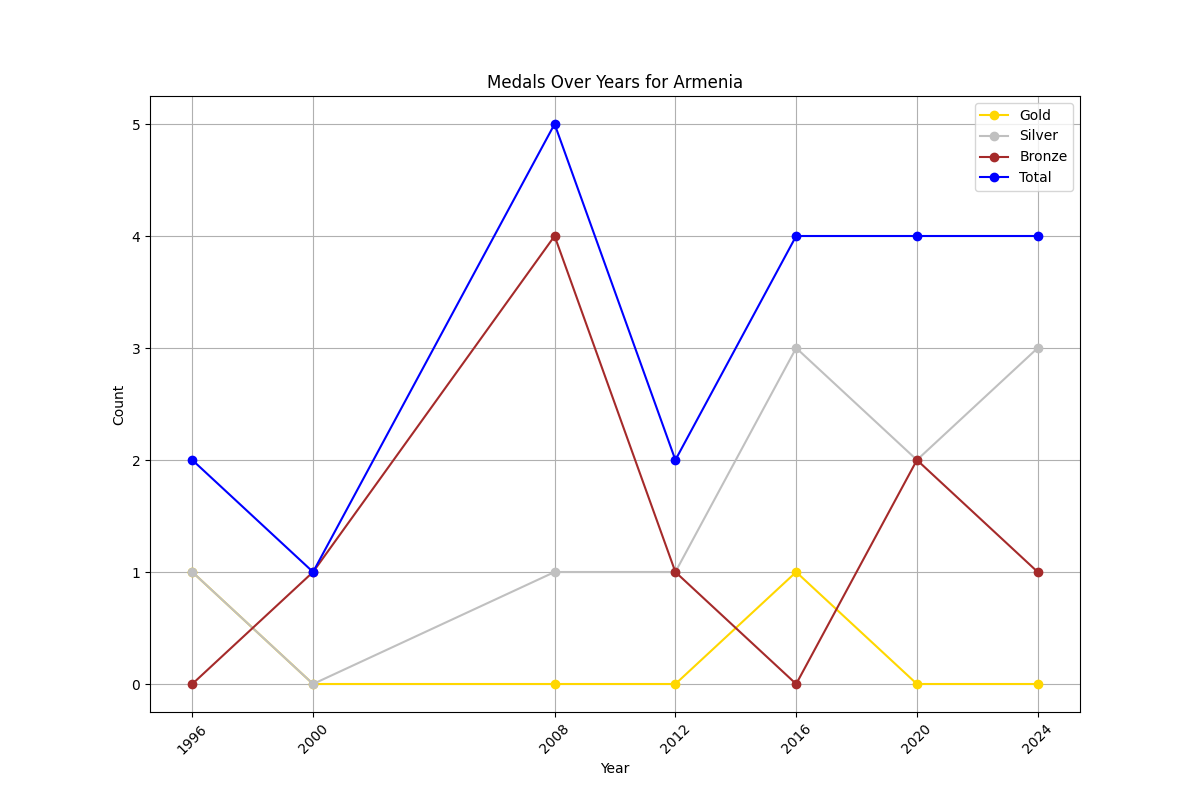 Medals Over Years for Armenia
Gold
Silver
Bronze
Total
5
4
3
2
1
0
Count
1996
2000
2008
2012
2016
2020
2024
Year